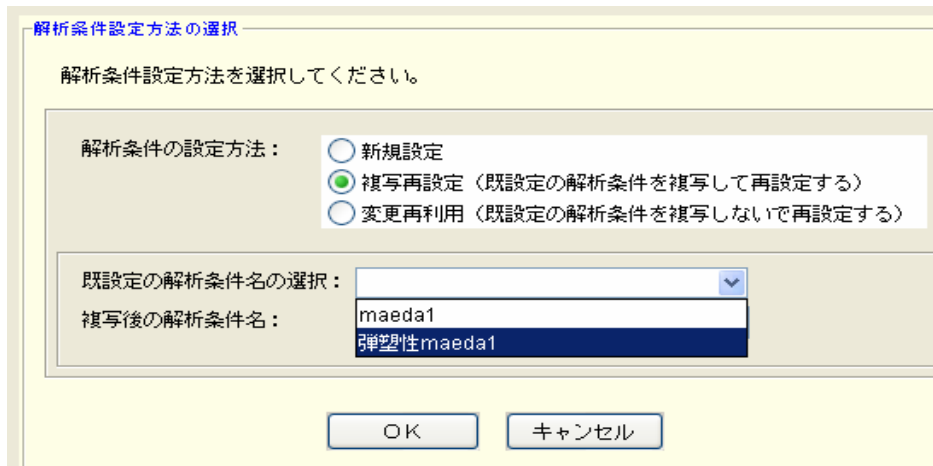 解析条件設定方法の選択
解析条件設定方法を選択してください。
解析条件の設定方法：
新規設定
複写再設定（既設定の解析条件を複写して再設定する）
変更再利用（既設定の解析条件を複写しないで再設定する）
既設定の解析条件名の選択：
複写後の解析条件名：
maeda1
弾塑性maeda1
ＯＫ
キャンセル